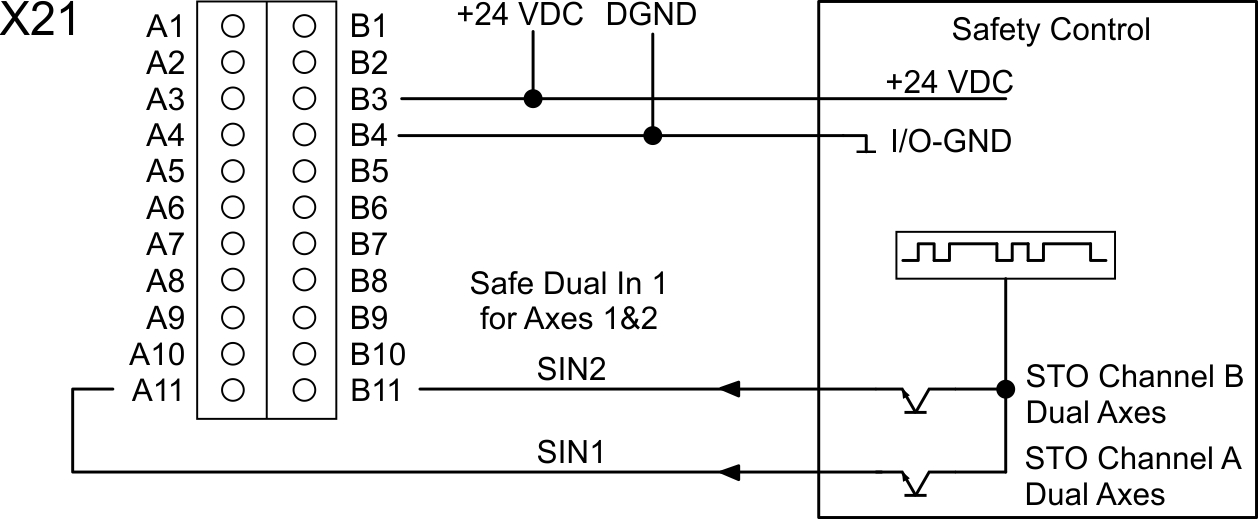 X21
A1 B1
A2 B2
A3 B3
A4 B4
A5 B5
A6 B6
A7 B7
A8 B8
A9 B9
A10 B10
A11 B11
+24 VDC DGND
Safe Dual In 1
for Axes 1&2
SIN2
SIN1
Safety Control
+24 VDC
I/O-GND
STO Channel B
Dual Axes
STO Channel A
Dual Axes